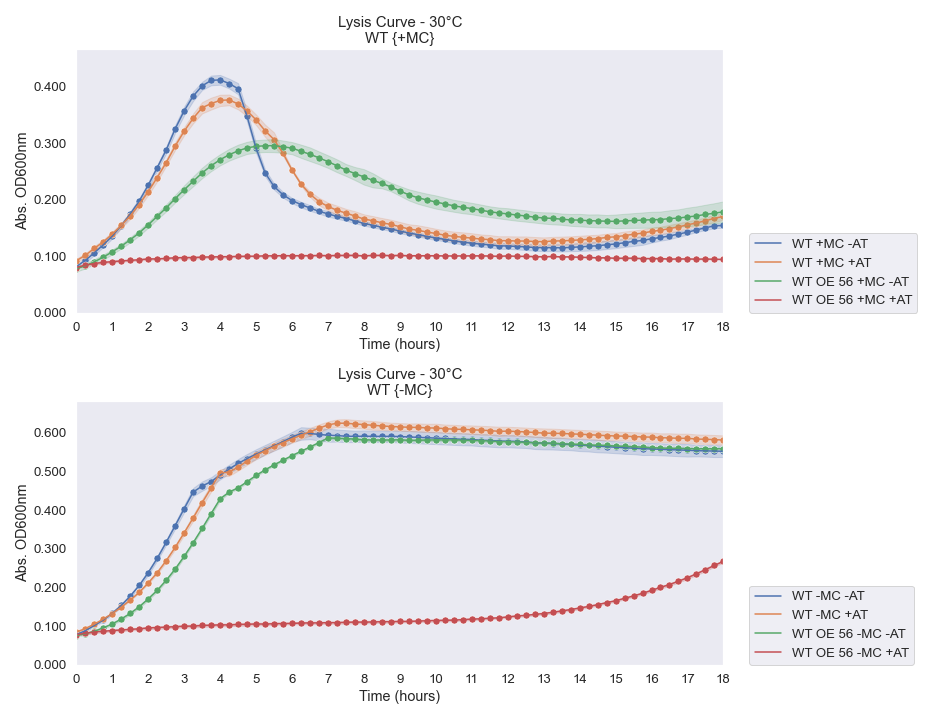 Lysis Curve - 30°C
WT {+MC}
Abs. OD600nm
0.400
0.300
0.200
0.100
0.000
0 1 2 3 4 5 6 7 8 9 10 11 12 13 14 15 16 17 18
Time (hours)
WT +MC -AT
WT +MC +AT
WT OE 56 +MC -AT
WT OE 56 +MC +AT
Lysis Curve - 30°C
WT {-MC}
Abs. OD600nm
0.600
0.500
0.400
0.300
0.200
0.100
0.000
0 1 2 3 4 5 6 7 8 9 10 11 12 13 14 15 16 17 18
Time (hours)
WT -MC -AT
WT -MC +AT
WT OE 56 -MC -AT
WT OE 56 -MC +AT